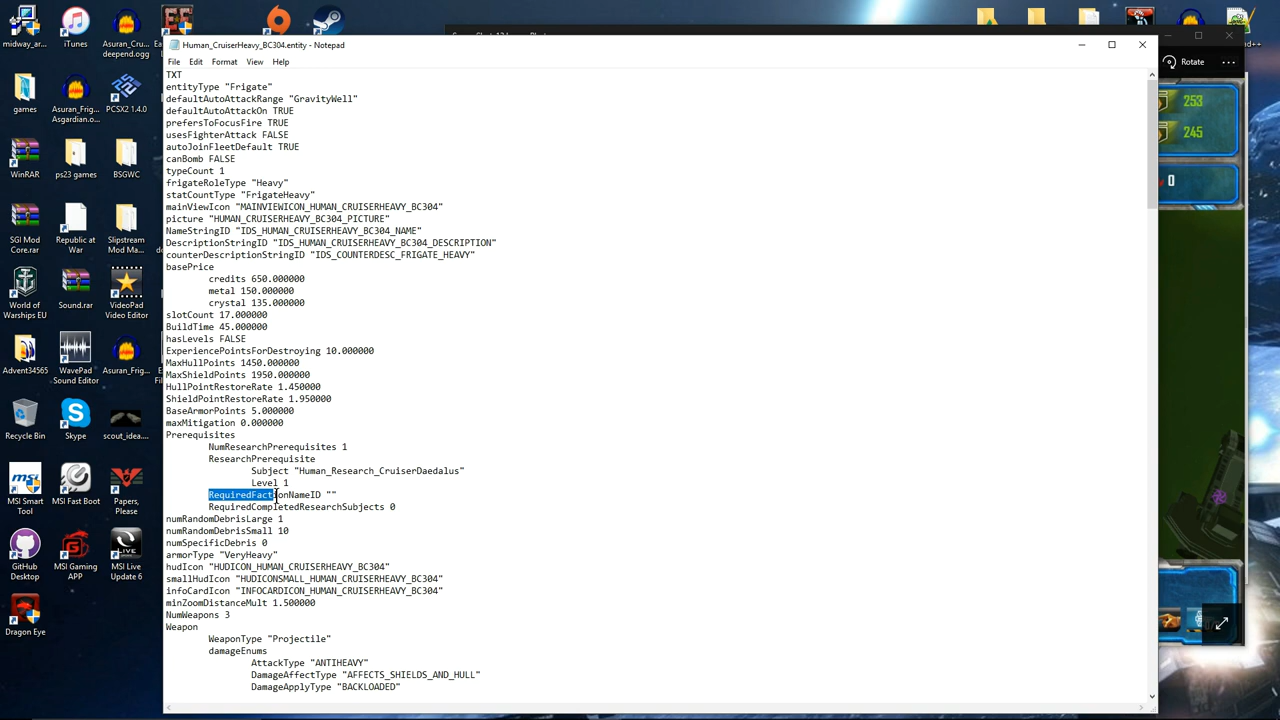 midway_ar...
iTunes
Asuran_Cru...
deepend.ogg
Human_CruiserHeavy_BC304.entity - Notepad
File Edit Format View Help
Rotate
253
245
0
games
Asuran_Frig...
Asgardian.o...
PCSX2 1.4.0
WinRAR
ps23 games
BSGWC
SGI Mod
Core.rar
Republic at
War
Slipstream
Mod Ma...
World of
Warships EU
Sound.rar
VideoPad
Video Editor
Advent34565
WavePad
Sound Editor
Asuran_Frig...
Recycle Bin
Skype
scout_idea....
MSI Smart
Tool
MSI Fast Boot
Papers,
Please
GitHub
Desktop
MSI Gaming
APP
MSI Live
Update 6
Dragon Eye
TXT
entityType "Frigate"
defaultAutoAttackRange "GravityWell"
defaultAutoAttackOn TRUE
prefersToFocusFire TRUE
usesFighterAttack FALSE
autoJoinFleetDefault TRUE
canBomb FALSE
typeCount 1
frigateRoleType "Heavy"
statCountType "FrigateHeavy"
mainViewIcon "MAINVIEWICON_HUMAN_CRUISERHEAVY_BC304"
picture "HUMAN_CRUISERHEAVY_BC304_PICTURE"
NameStringID "IDS_HUMAN_CRUISERHEAVY_BC304_NAME"
DescriptionStringID "IDS_HUMAN_CRUISERHEAVY_BC304_DESCRIPTION"
counterDescriptionStringID "IDS_COUNTERDESC_FRIGATE_HEAVY"
basePrice
credits 650.000000
metal 150.000000
crystal 135.000000
slotCount 17.000000
BuildTime 45.000000
hasLevels FALSE
ExperiencePointsForDestroying 10.000000
MaxHullPoints 1450.000000
MaxShieldPoints 1950.000000
HullPointRestoreRate 1.450000
ShieldPointRestoreRate 1.950000
BaseArmorPoints 5.000000
maxMitigation 0.000000
Prerequisites
NumResearchPrerequisites 1
ResearchPrerequisite
Subject "Human_Research_CruiserDaedalus"
Level 1
RequiredFactionNameID ""
RequiredCompletedResearchSubjects 0
numRandomDebrisLarge 1
numRandomDebrisSmall 10
numSpecificDebris 0
armorType "VeryHeavy"
hudIcon "HUDICON_HUMAN_CRUISERHEAVY_BC304"
smallHudIcon "HUDICONSMALL_HUMAN_CRUISERHEAVY_BC304"
infoCardIcon "INFOCARDICON_HUMAN_CRUISERHEAVY_BC304"
minZoomDistanceMult 1.500000
NumWeapons 3
Weapon
WeaponType "Projectile"
damageEnums
AttackType "ANTIHEAVY"
DamageAffectType "AFFECTS_SHIELDS_AND_HULL"
DamageApplyType "BACKLOADED"